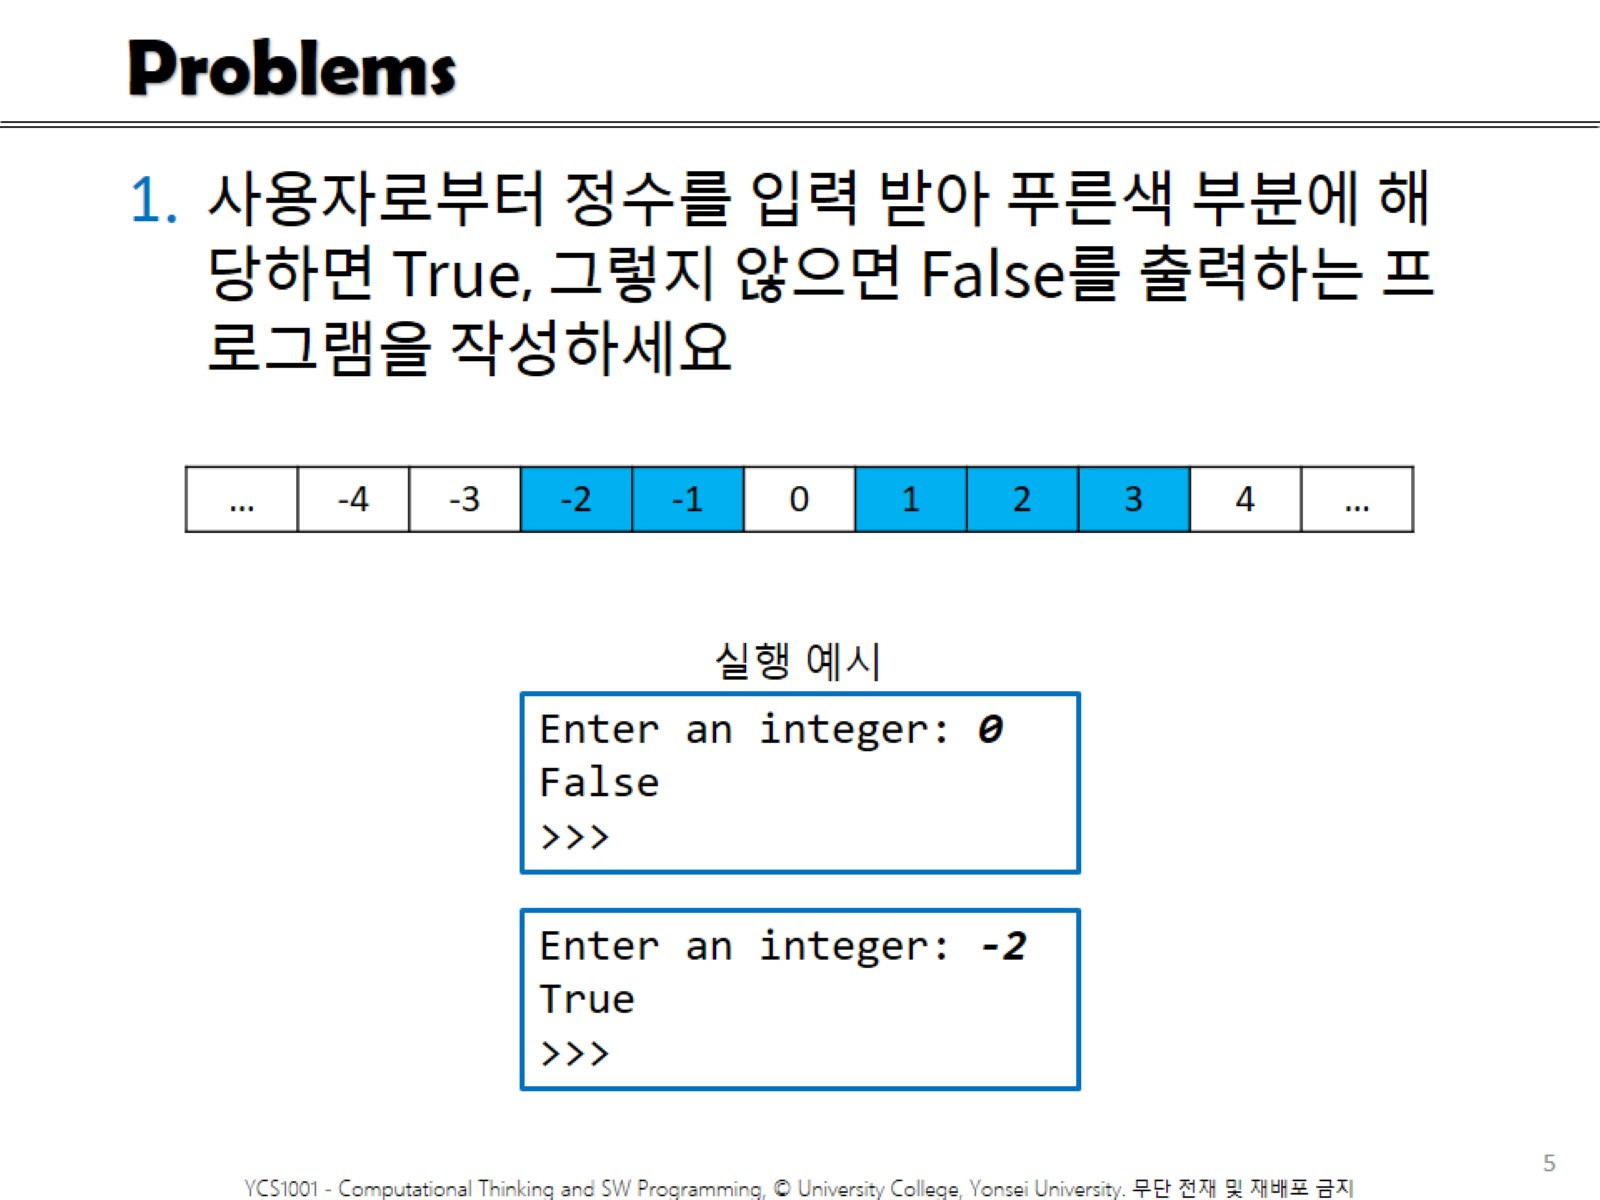 Problems
1. 사용자로부터 정수를 입력 받아 푸른색 부분에 해
당하면 True, 그렇지 않으면 False를 출력하는 프
로그램을 작성하세요
... -4 -3 -2 -1 0 1 2 3 4 ...
실행 예시
Enter an integer: 0
False
>>>
Enter an integer: -2
True
>>>
5
YCS1001 - Computational Thinking and SW Programming, © University College, Yonsei University. 무단 전재 및 재배포 금지